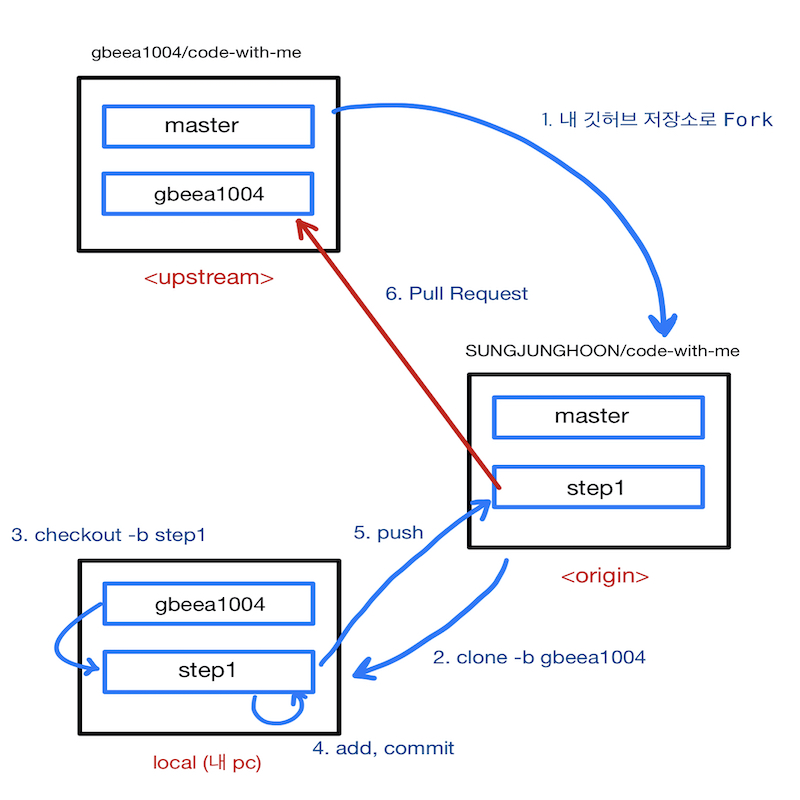 gbeea1004/code-with-me
master
gbeea1004
<upstream>
1. 내 깃허브 저장소로 Fork
6. Pull Request
SUNGJUNGHOON/code-with-me
master
step1
<origin>
5. push
3. checkout -b step1
gbeea1004
step1
2. clone -b gbeea1004
4. add, commit
local (내 pc)